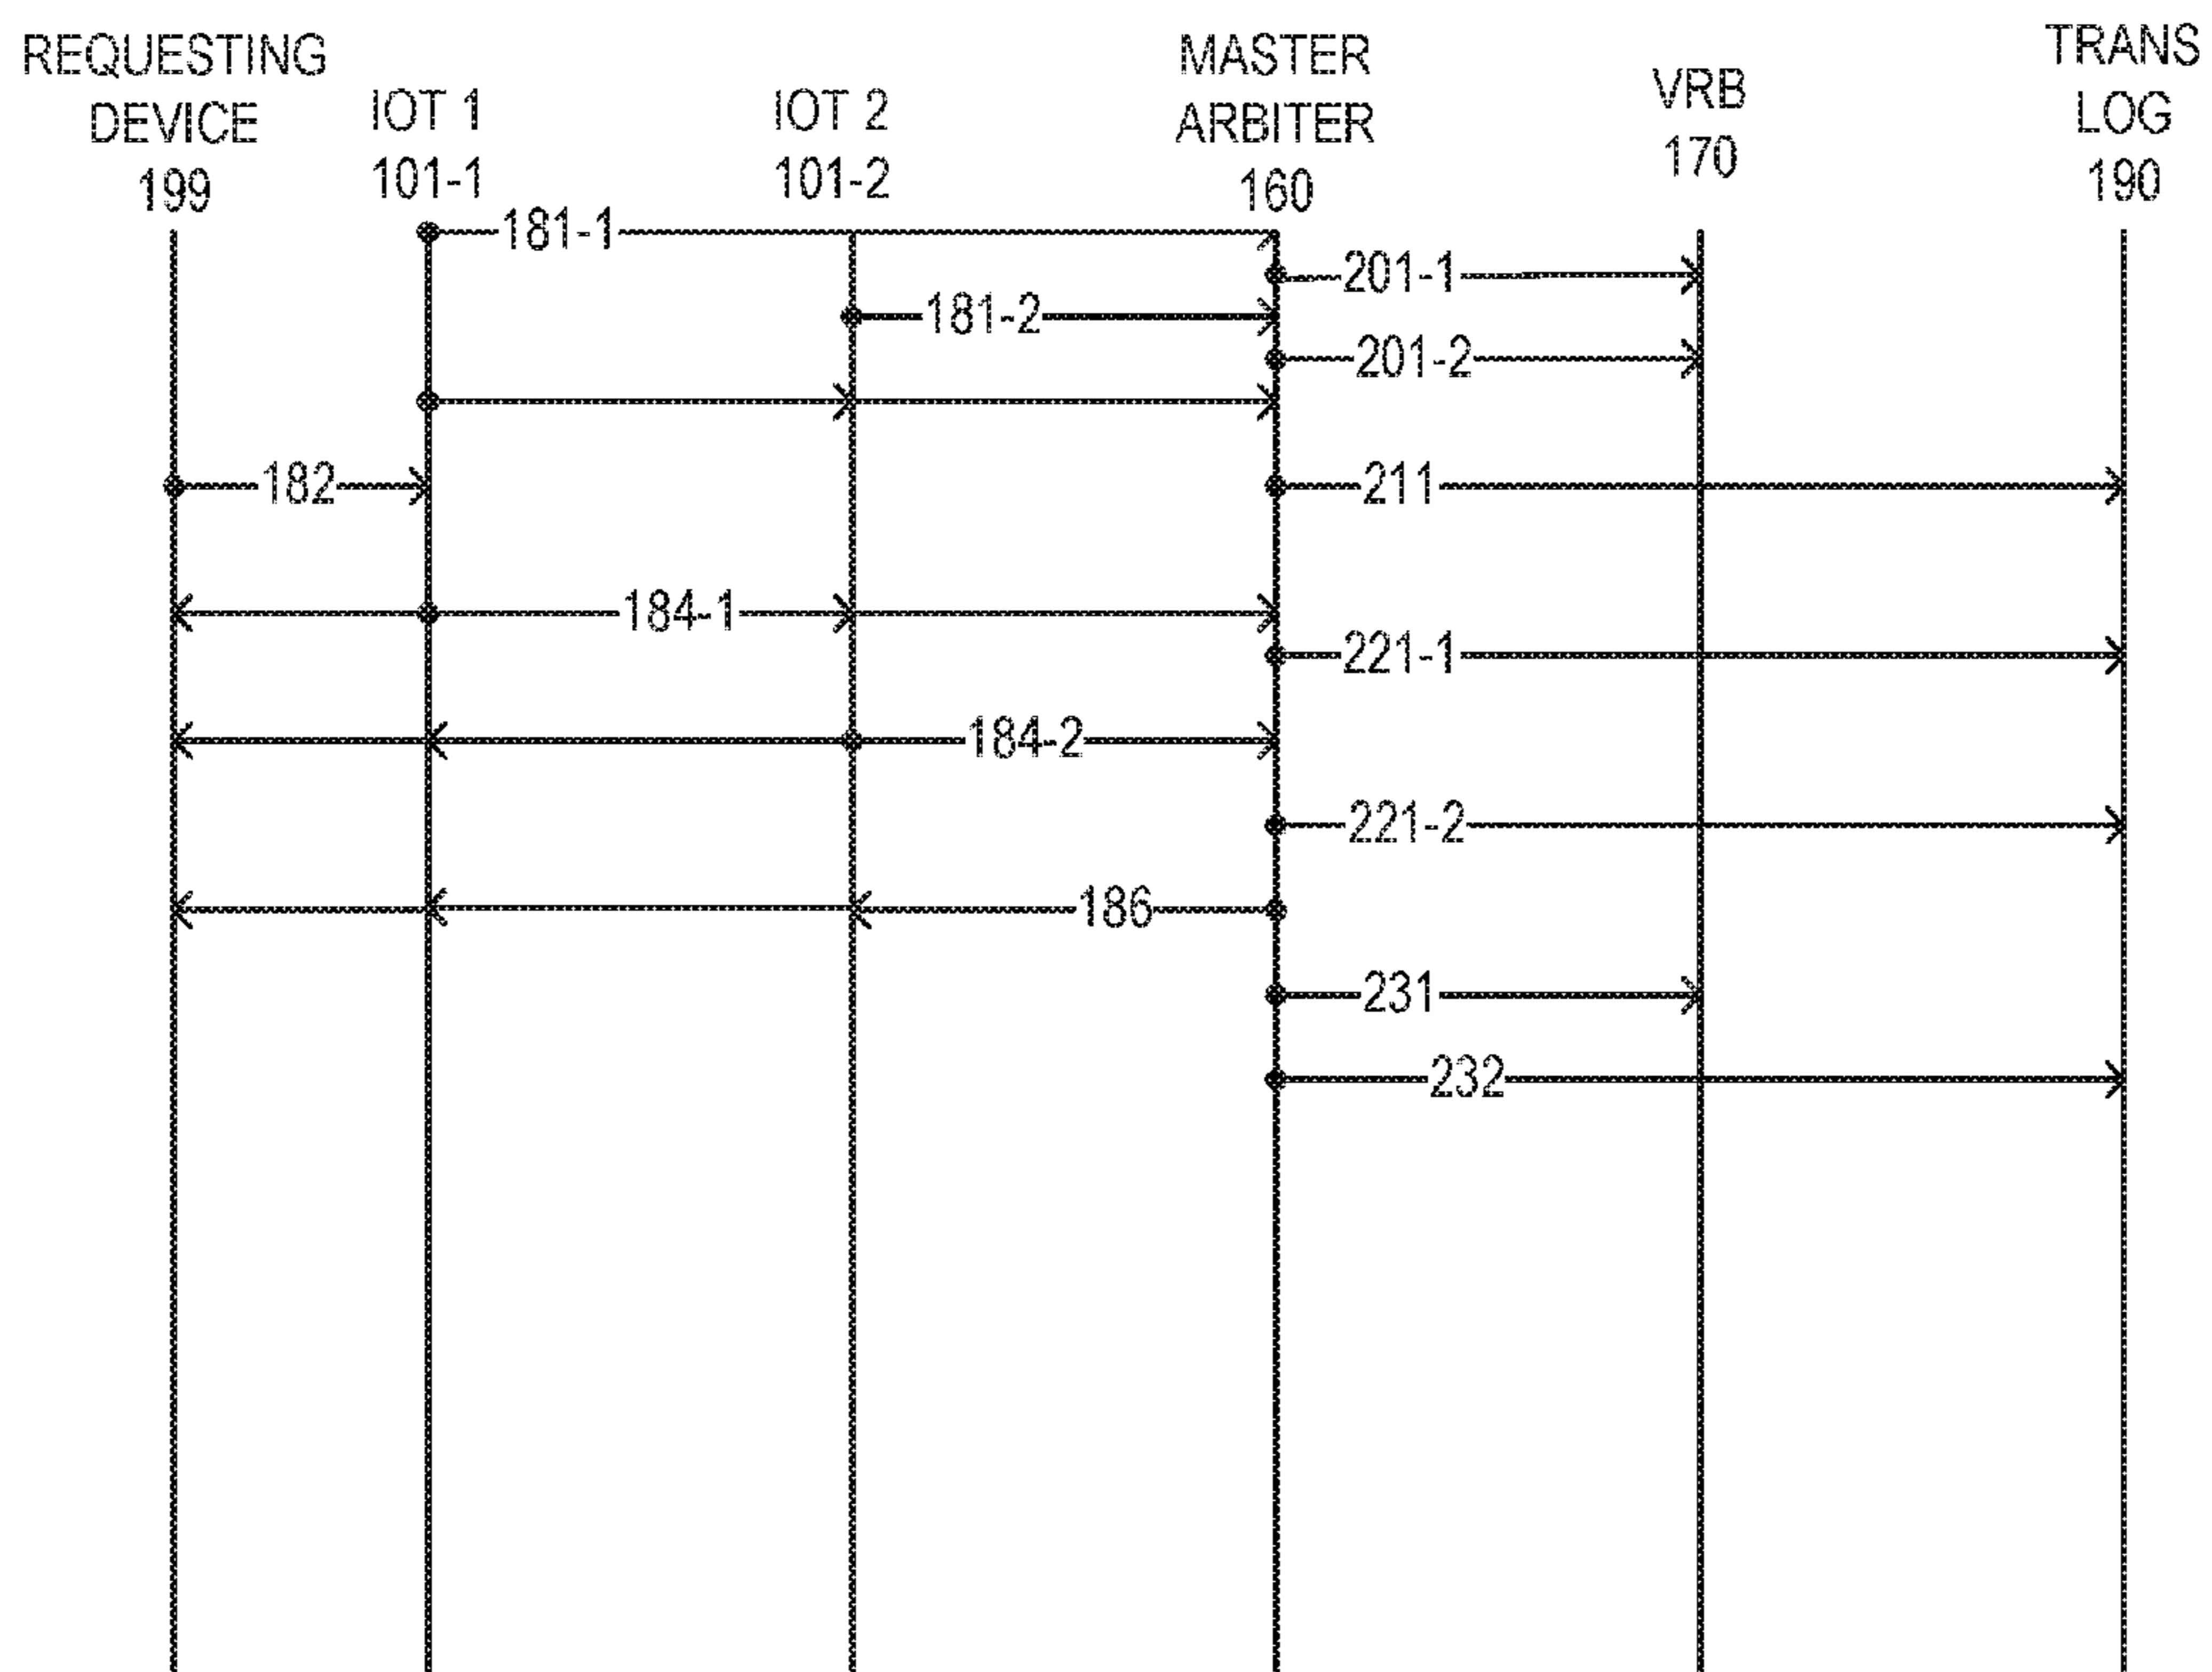 REQUESTING
DEVICE
199
IOT 1
101-1
IOT 2
101-2
MASTER
ARBITER
160
VRB
170
TRANS
LOG
190
181-1
201-1
181-2
201-2
182
211
184-1
221-1
184-2
221-2
186
231
232